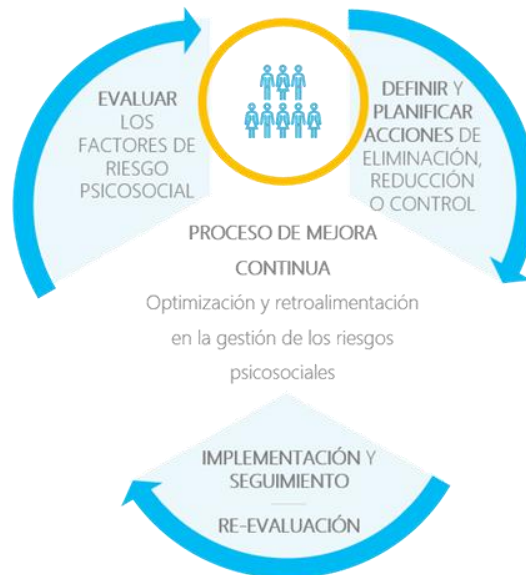 EVALUAR
LOS
FACTORES DE
RIESGO
PSICOSOCIAL
DEFINIR Y
PLANIFICAR
ACCIONES DE
ELIMINACIÓN,
REDUCCIÓN
O CONTROL
PROCESO DE MEJORA
CONTINUA
Optimización y retroalimentación
en la gestión de los riesgos
psicosociales
IMPLEMENTACIÓN Y
SEGUIMIENTO
RE-EVALUACIÓN